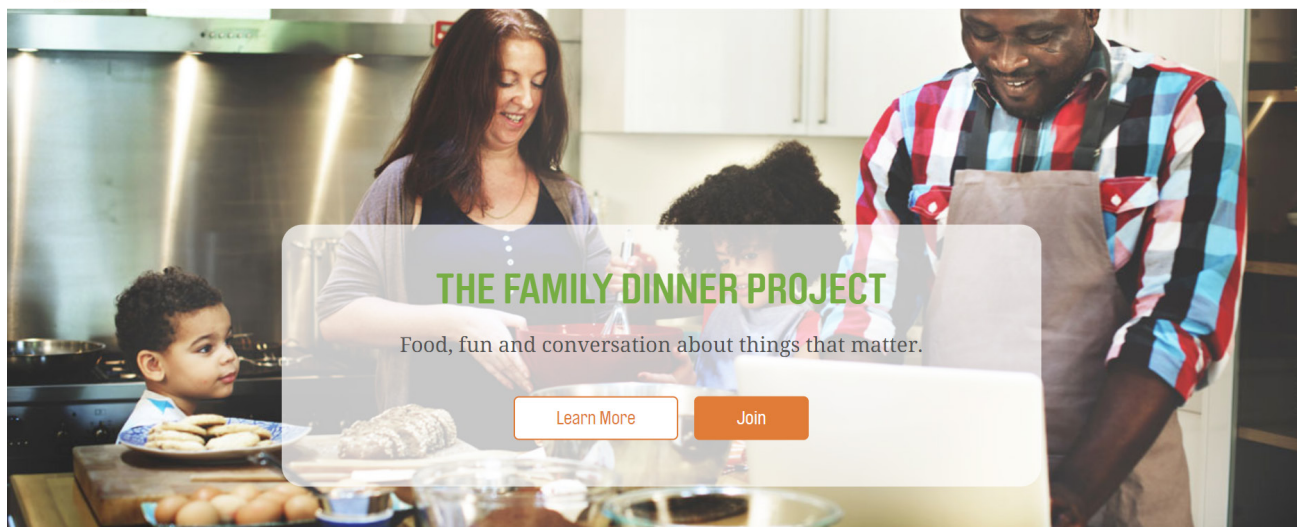 THE FAMILY DINNER PROJECT
Food, fun and conversation about things that matter.
Learn More
Join